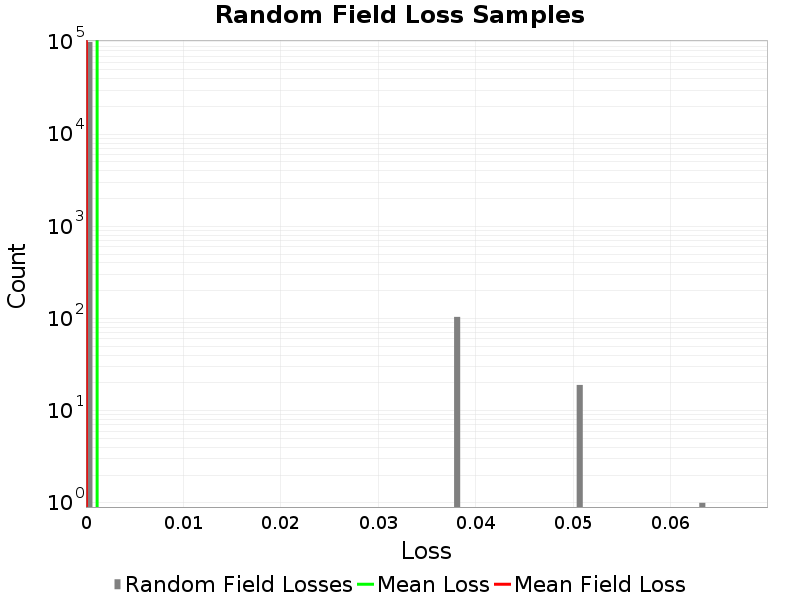 Random Field Loss Samples
10^5
10^4
10^3
10^2
10^1
10^0
Count
0 0.01 0.02 0.03 0.04 0.05 0.06
Loss
Random Field Losses Mean Loss Mean Field Loss